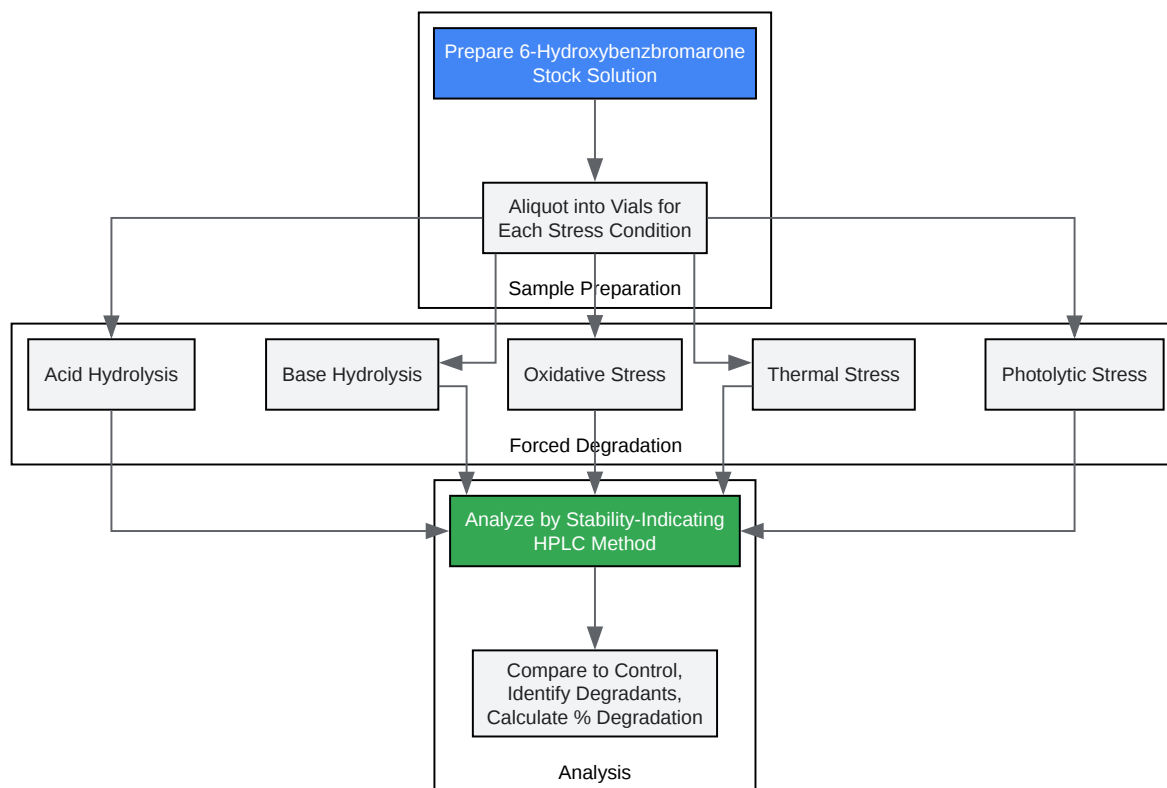 Prepare 6-Hydroxybenzbromarone
Stock Solution
Aliquot into Vials for
Each Stress Condition
Sample Preparation
Acid Hydrolysis
Base Hydrolysis
Oxidative Stress
Thermal Stress
Photolytic Stress
Forced Degradation
Analyze by Stability-Indicating
HPLC Method
Compare to Control,
Identify Degradants,
Calculate % Degradation
Analysis